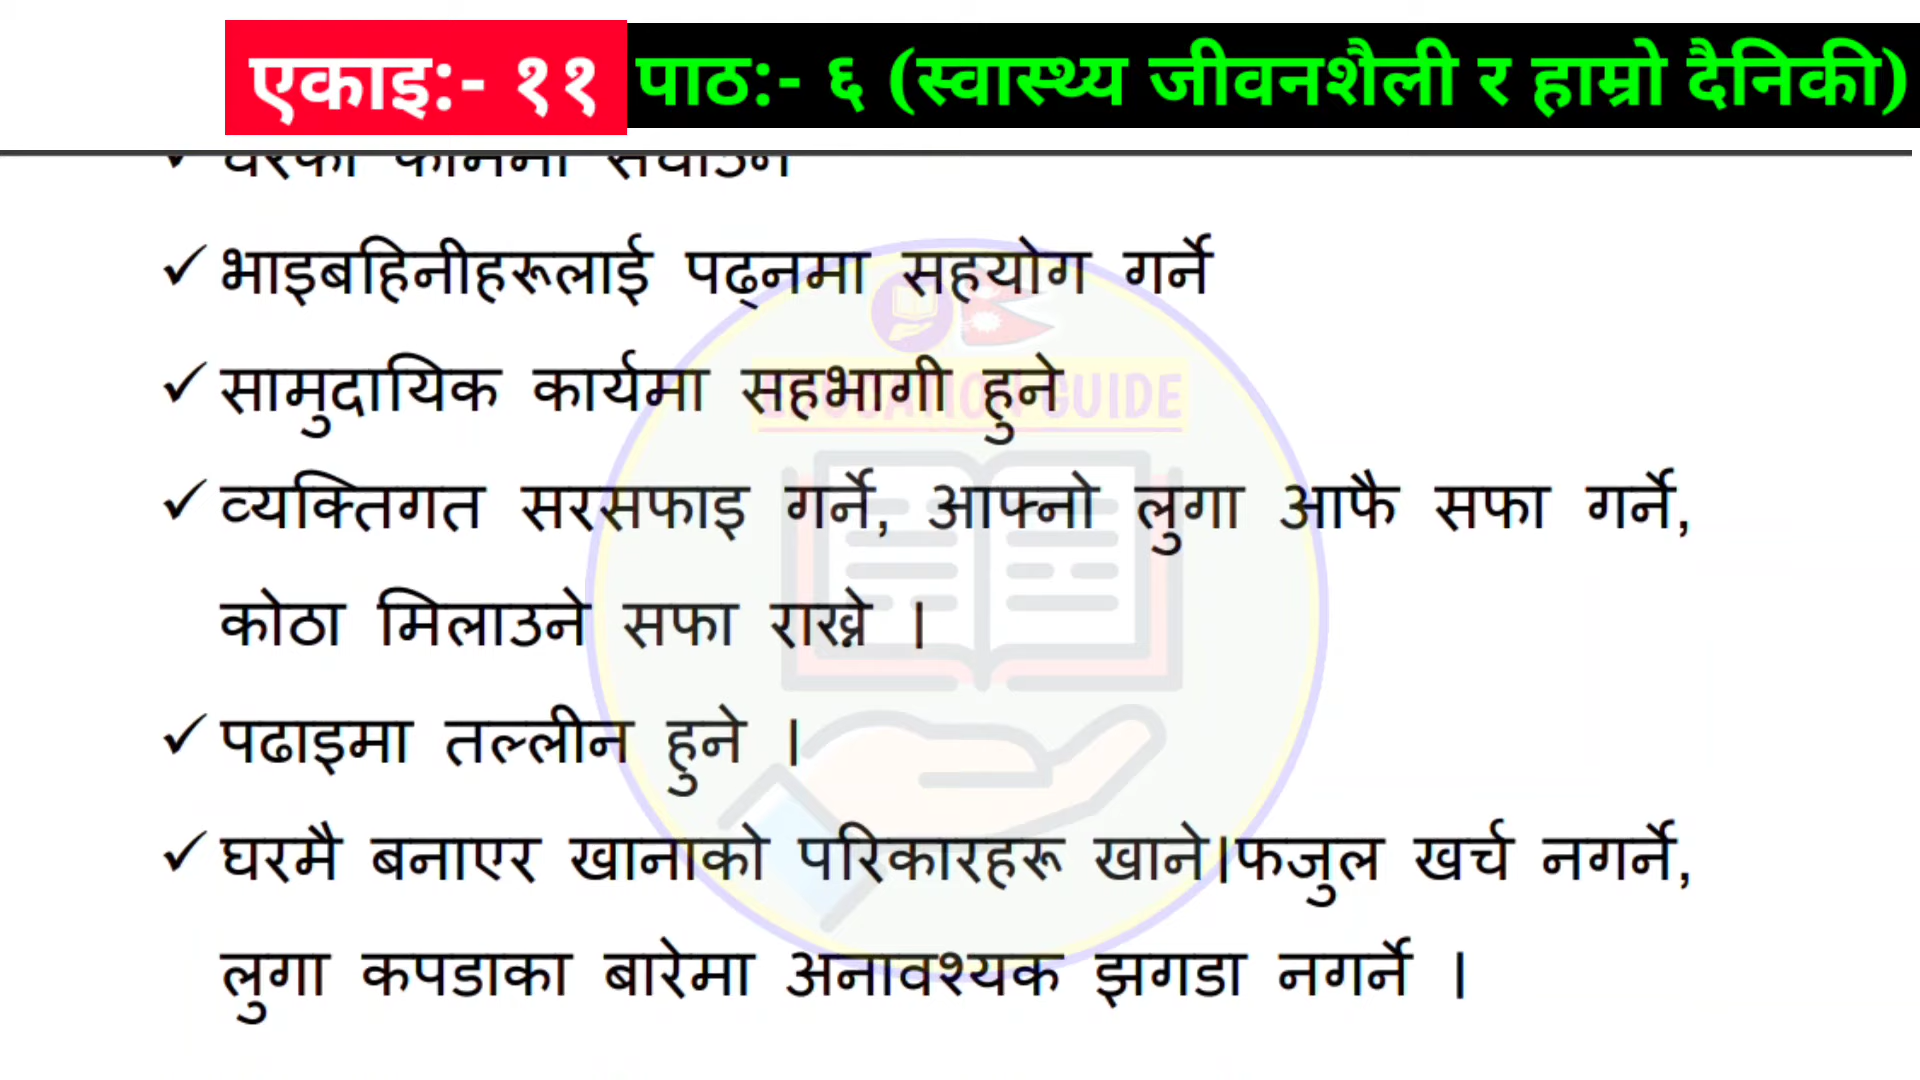 एकाइ:- ११ पाठ:- ६ (स्वास्थ्य जीवनशैली र हाम्रो दैनिकी)
✓ भाइबहिनीहरूलाई पढ्नमा सहयोग गर्ने
✓ सामुदायिक कार्यमा सहभागी हुने
EDUCATION GUIDE
✓ व्यक्तिगत सरसफाइ गर्ने, आफ्नो लुगा आफै सफा गर्ने,
कोठा मिलाउने सफा राख्ने ।
✓ पढाइमा तल्लीन हुने ।
✓ घरमै बनाएर खानाको परिकारहरू खाने।फजुल खर्च नगर्ने,
लुगा कपडाका बारेमा अनावश्यक झगडा नगर्ने ।